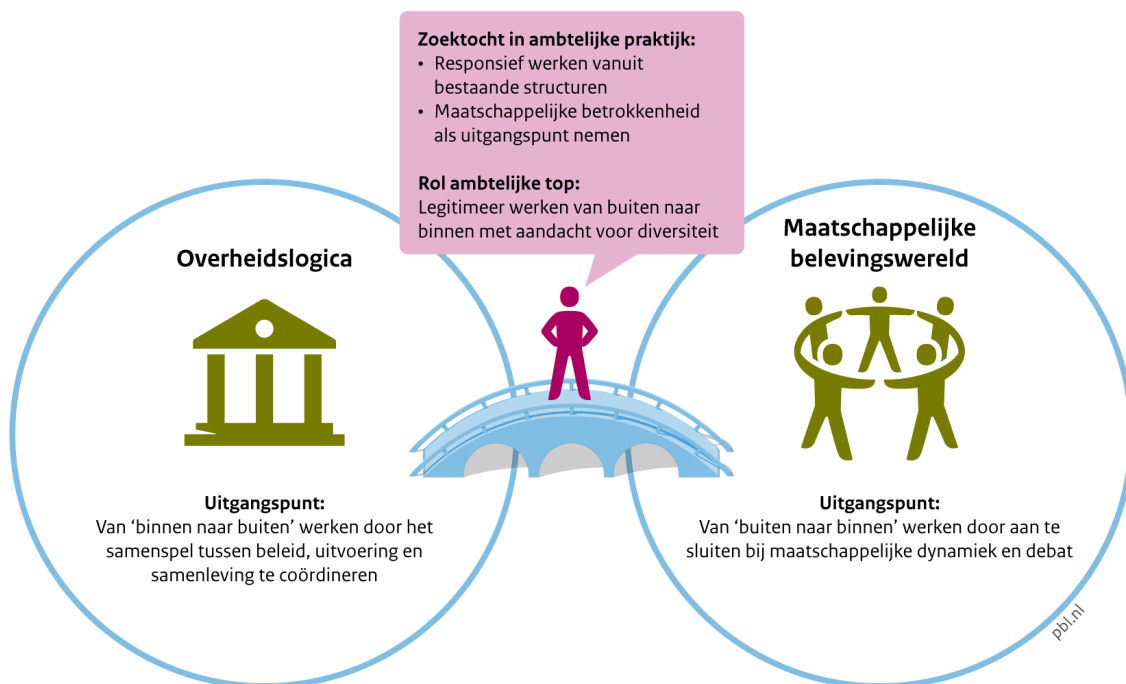 Zoektocht in ambtelijke praktijk:
• Responsief werken vanuit
bestaande structuren
• Maatschappelijke betrokkenheid
als uitgangspunt nemen
Rol ambtelijke top:
Legitimeer werken van buiten naar
binnen met aandacht voor diversiteit
Overheidslogica
Uitgangspunt:
Van ‘binnen naar buiten’ werken door het
samenspel tussen beleid, uitvoering en
samenleving te coördineren
Maatschappelijke
belevingswereld
Uitgangspunt:
Van ‘buiten naar binnen’ werken door aan te
sluiten bij maatschappelijke dynamiek en debat
pbl.nl